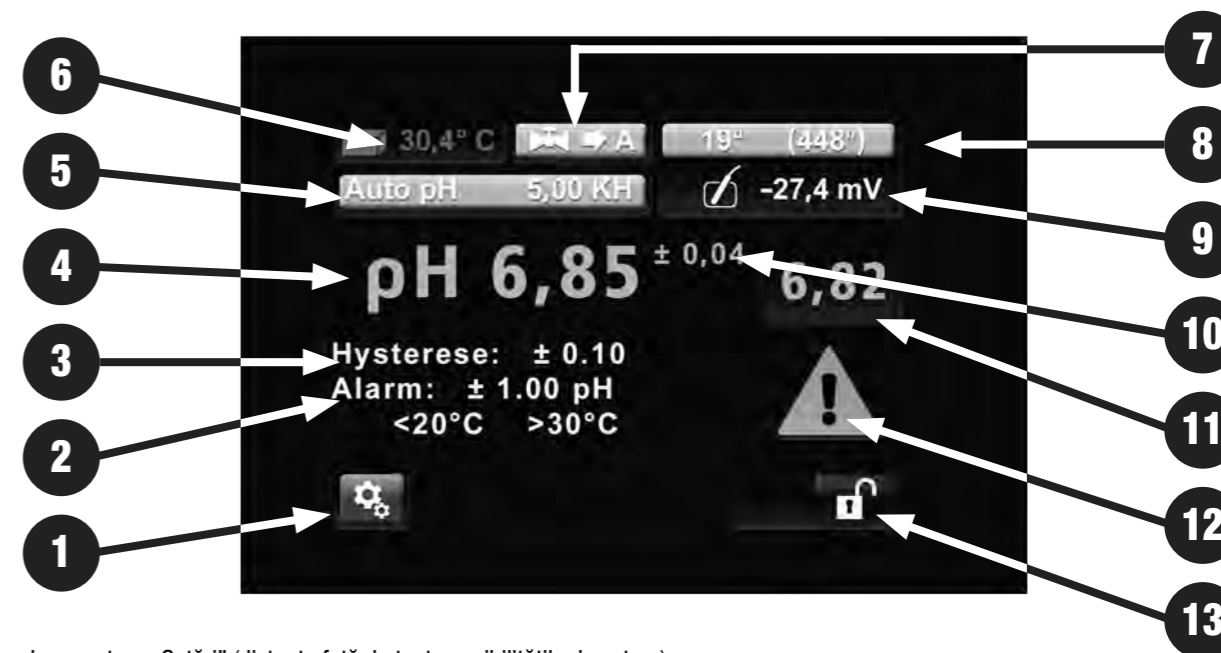 6
7
30,4° C
A
19" (448")
8
5
Auto pH 5,00 KH
-27,4 mV
9
4
pH 6,85 ± 0,04 6,82
10
3
Hysterese: ± 0.10
Alarm: ± 1.00 pH
<20°C >30°C
11
2
!
12
1
13